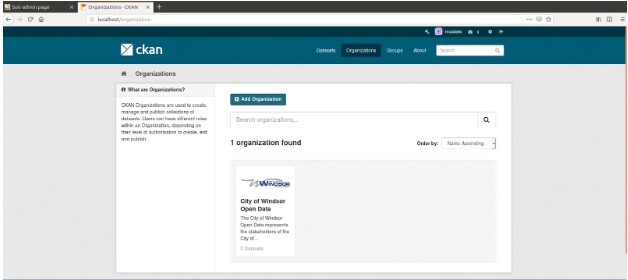 Solr admin page
Organizations - CKAN
localhost/organization
ckan
Datasets Organizations Groups About Search
Organizations
What are Organizations?
CKAN Organizations are used to create,
manage and publish collections of
datasets. Users can have different roles
within an Organization, depending on
their level of authorisation to create, edit
and publish
Add Organization
Search organizations...
1 organization found
Order by: Name Ascending
WINDSOR
City of Windsor
Open Data
The City of Windsor
Open Data represents
the stakeholders of the
City of...
0 Datasets